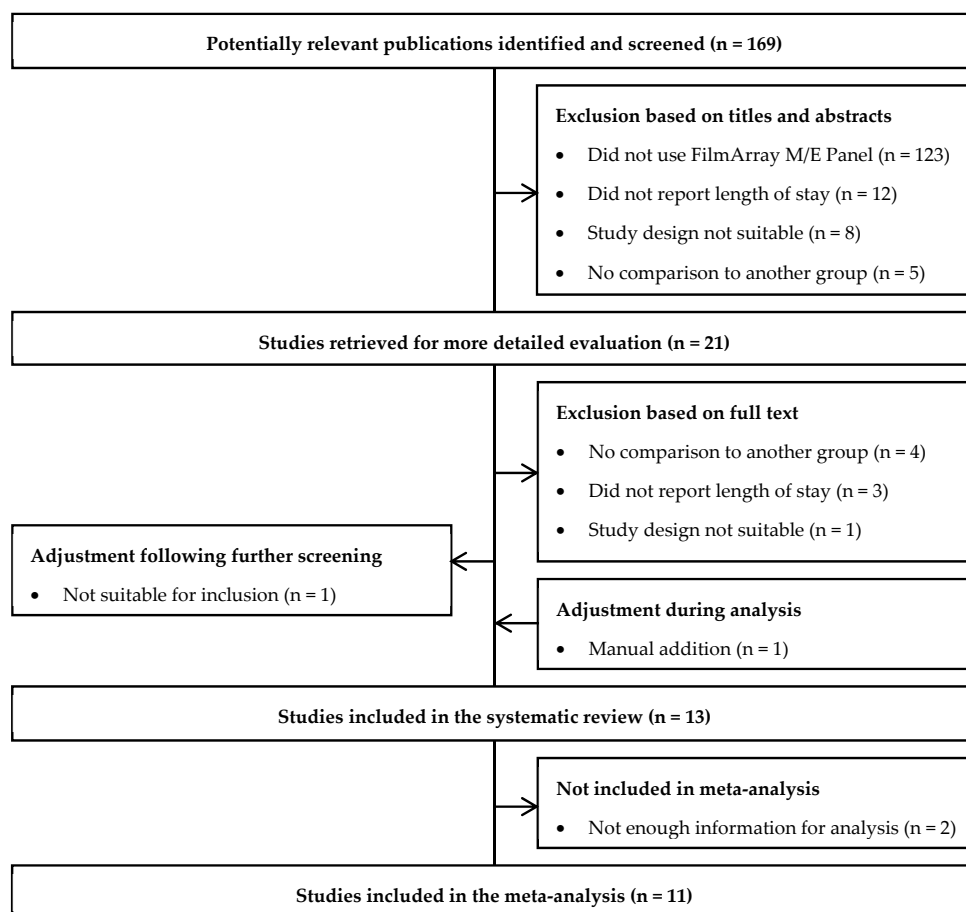 Potentially relevant publications identified and screened (n = 169)
Exclusion based on titles and abstracts
• Did not use FilmArray M/E Panel (n = 123)
• Did not report length of stay (n = 12)
• Study design not suitable (n = 8)
• No comparison to another group (n = 5)
Studies retrieved for more detailed evaluation (n = 21)
Exclusion based on full text
• No comparison to another group (n = 4)
• Did not report length of stay (n = 3)
• Study design not suitable (n = 1)
Adjustment following further screening
• Not suitable for inclusion (n = 1)
Adjustment during analysis
• Manual addition (n = 1)
Studies included in the systematic review (n = 13)
Not included in meta-analysis
• Not enough information for analysis (n = 2)
Studies included in the meta-analysis (n = 11)